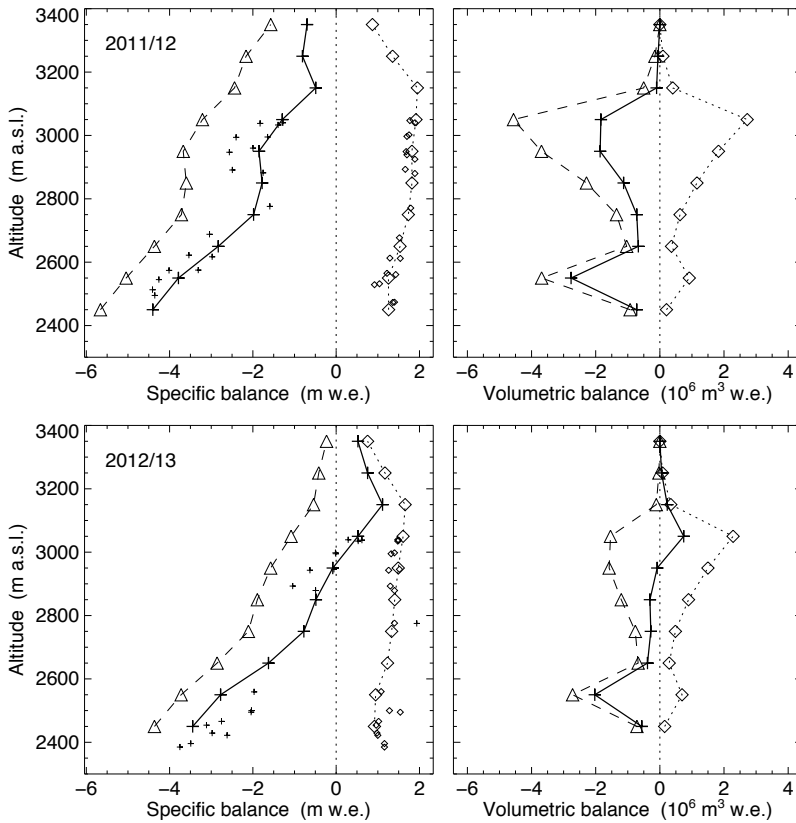 2011/12
3400
3200
3000
2800
2600
2400
Altitude (m a.s.l.)
−6 −4 −2 0 2
Specific balance (m w.e.)
−6 −4 −2 0 2 4
Volumetric balance (10⁶ m³ w.e.)
2012/13
3400
3200
3000
2800
2600
2400
Altitude (m a.s.l.)
−6 −4 −2 0 2
Specific balance (m w.e.)
−6 −4 −2 0 2 4
Volumetric balance (10⁶ m³ w.e.)